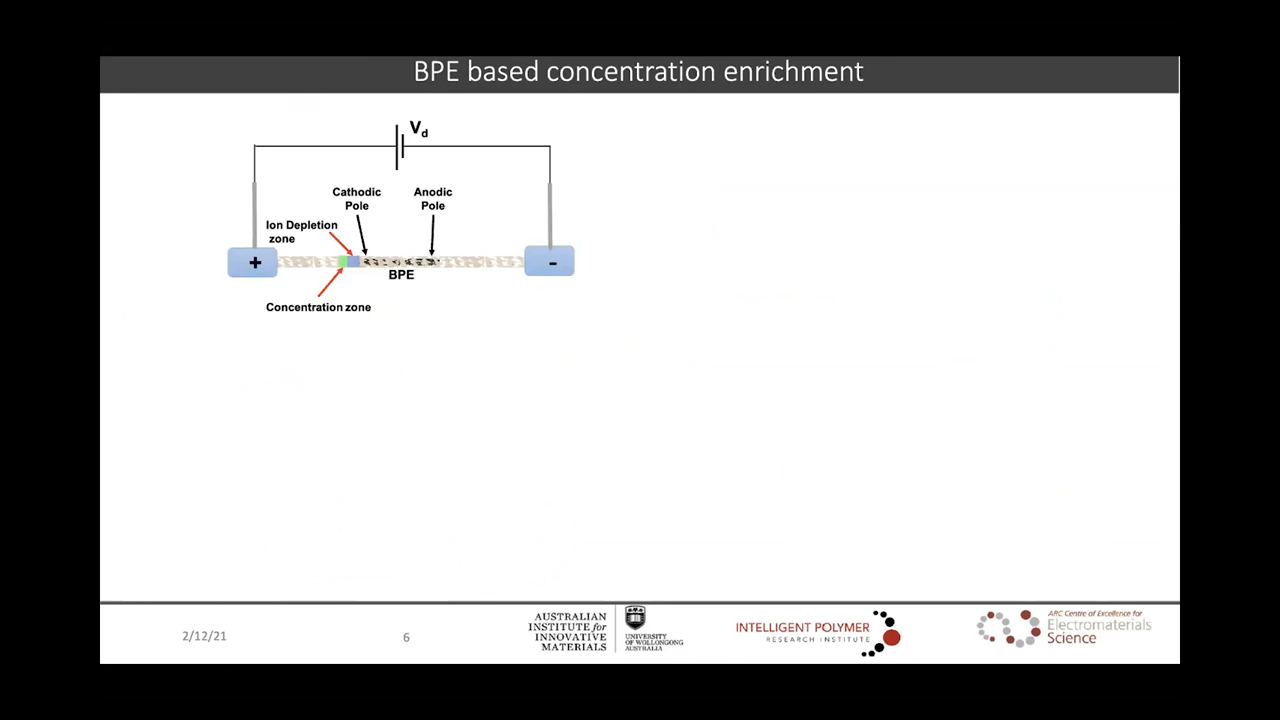 BPE based concentration enrichment
Vd
Cathodic
Pole
Anodic
Pole
Ion Depletion
zone
+
-
BPE
Concentration zone
2/12/21
6
AUSTRALIAN
INSTITUTE for
INNOVATIVE
MATERIALS
UNIVERSITY
OF WOLLONGONG
AUSTRALIA
INTELLIGENT POLYMER
RESEARCH INSTITUTE
ARC Centre of Excellence for
Electromaterials
Science